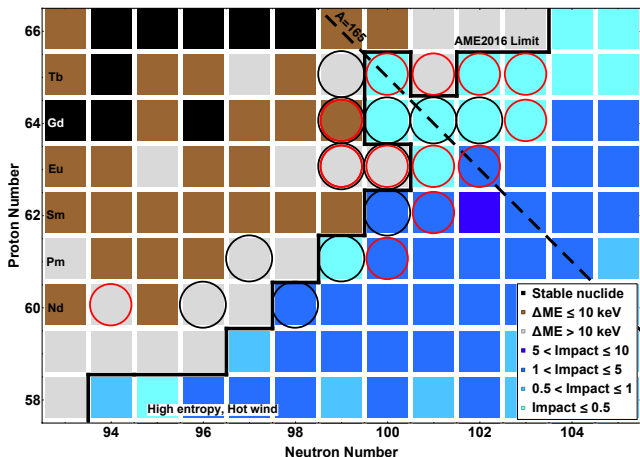 66
A=165
AME2016 Limit
Tb
64
Gd
Eu
62
Sm
Pm
60
Nd
58
Proton Number
Stable nuclide
ΔME ≤ 10 keV
ΔME > 10 keV
5 < Impact ≤ 10
1 < Impact ≤ 5
0.5 < Impact ≤ 1
Impact ≤ 0.5
High entropy, Hot wind
94 96 98 100 102 104
Neutron Number